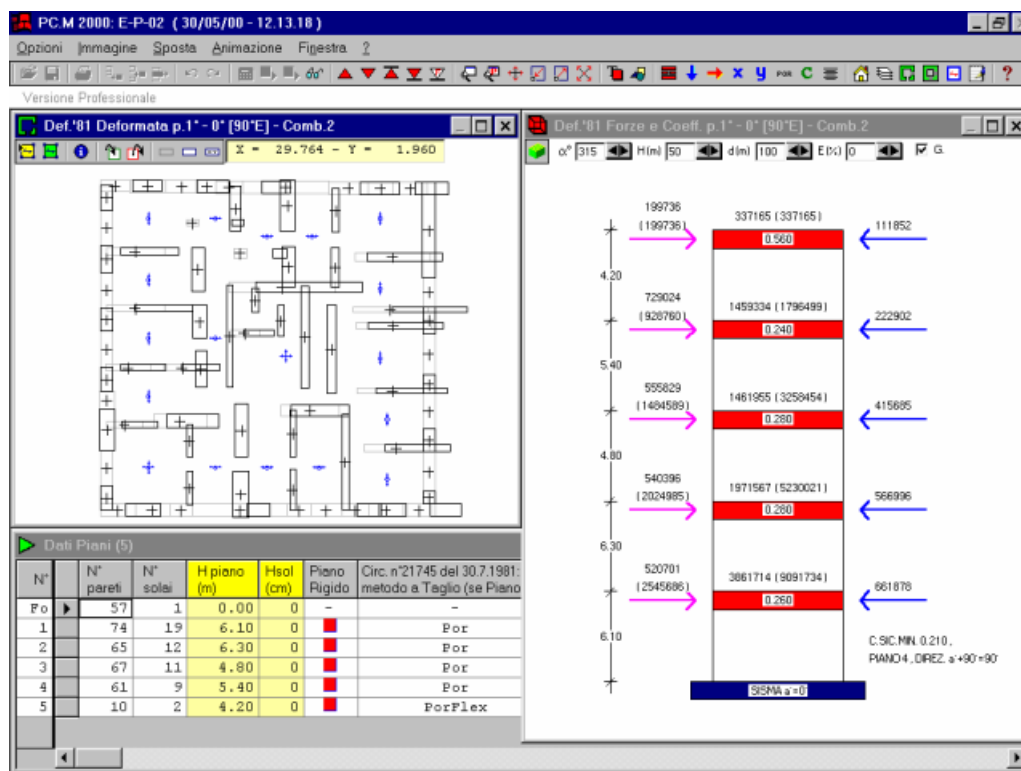 PC.M 2000: E-P-02 ( 30/05/00 - 12.13.18 )
Opzioni Immagine Sposta Animazione Finestra ?
Versione Professionale
Def.'81 Deformata p.1° - 0° [90°E] - Comb.2
X = 29.764 - Y = 1.960
Def.'81 Forze e Coeff. p.1° - 0° [90°E] - Comb.2
α° 315 H(m) 50 d(m) 100 E(%) 0 G.
199736
(199736)
337165 (337165)
0.560
111852
4.20
729024
(928760)
1459334 (1796499)
0.240
222902
5.40
555829
(1484589)
1461955 (3258454)
0.280
415685
4.80
540396
(2024985)
1971567 (5230021)
0.280
566996
6.30
520701
(2545686)
3861714 (9091734)
0.260
661878
6.10
C.SIC.MIN. 0.210 ,
PIANO 4 , DIREZ. a'+90°=90°
SISMA a'=0°
Dati Piani (5)
N° N° pareti N° solai H piano (m) Hsol (cm) Piano Rigido Circ. n°21745 del 30.7.1981: metodo a Taglio (se Piano
Fo 57 1 0.00 0 - -
1 74 19 6.10 0 Por
2 65 12 6.30 0 Por
3 67 11 4.80 0 Por
4 61 9 5.40 0 Por
5 10 2 4.20 0 PorFlex